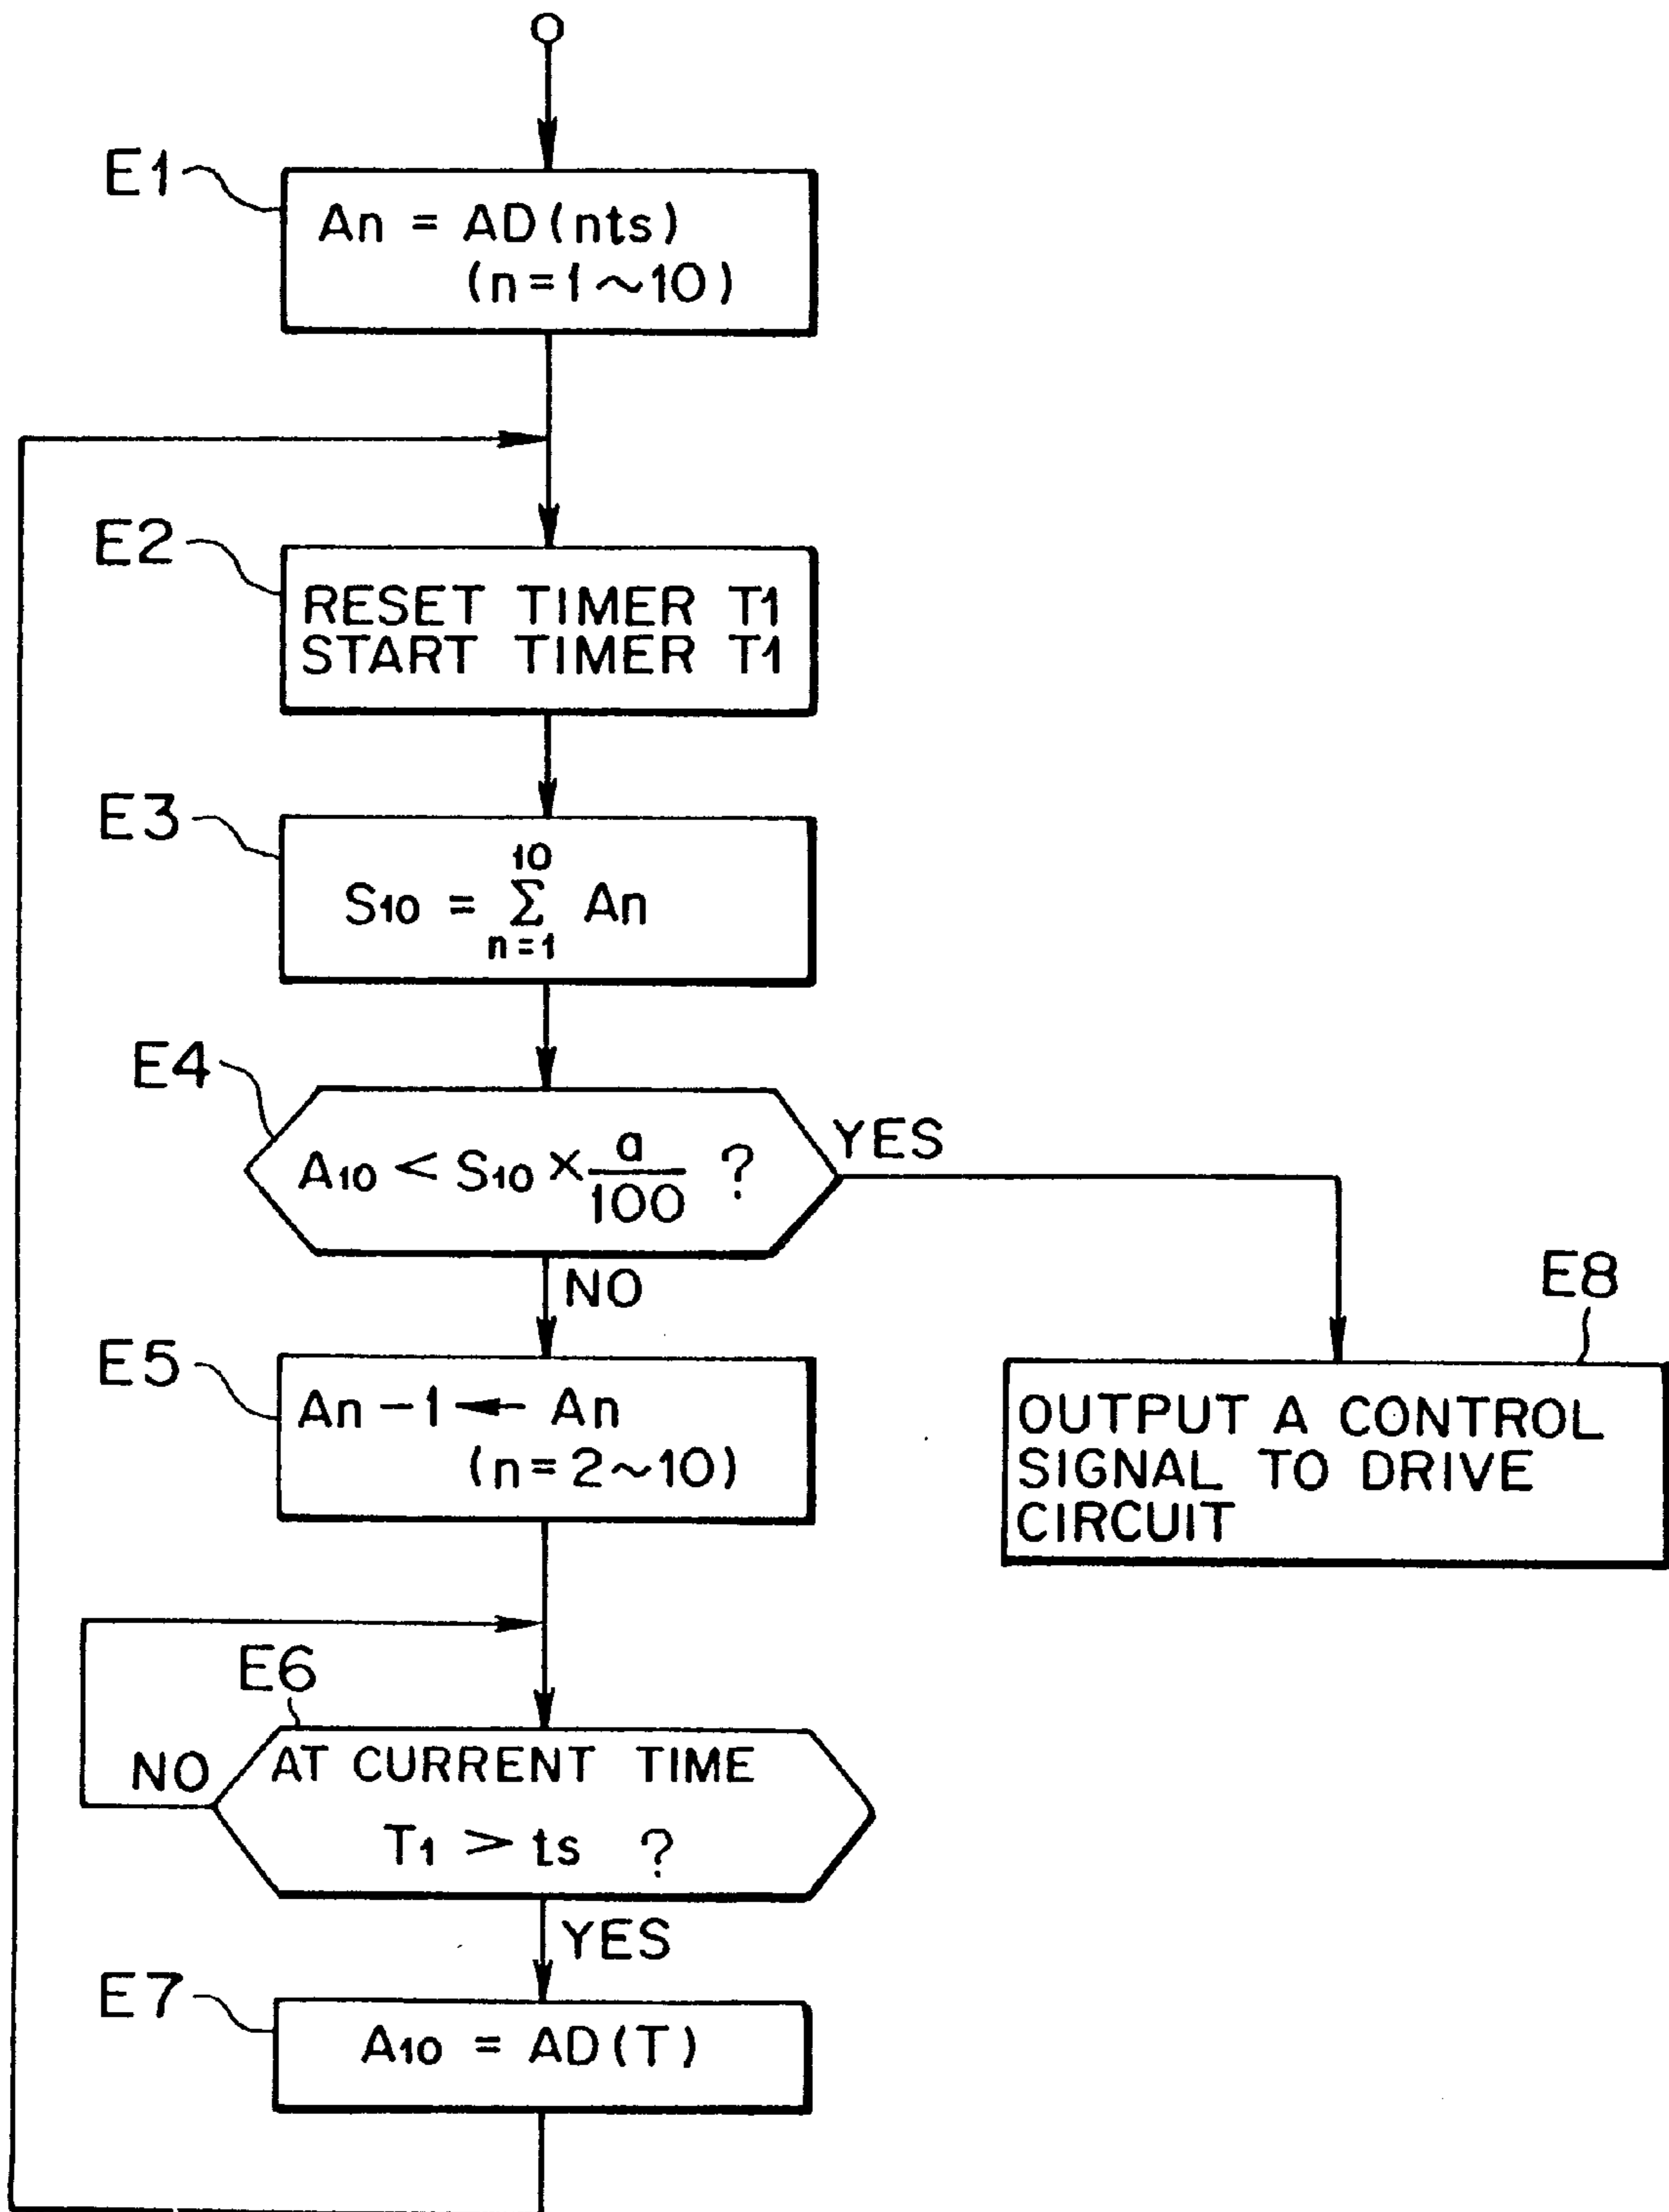 E1
An = AD(nts)
(n=1~10)
E2
RESET TIMER T1
START TIMER T1
E3
S10 = 10 Σ n=1 An
E4
A10 < S10 × a/100 ?
YES
NO
E5
An-1 ← An
(n=2~10)
E8
OUTPUT A CONTROL
SIGNAL TO DRIVE
CIRCUIT
E6
NO
AT CURRENT TIME
T1 > ts ?
YES
E7
A10 = AD(T)